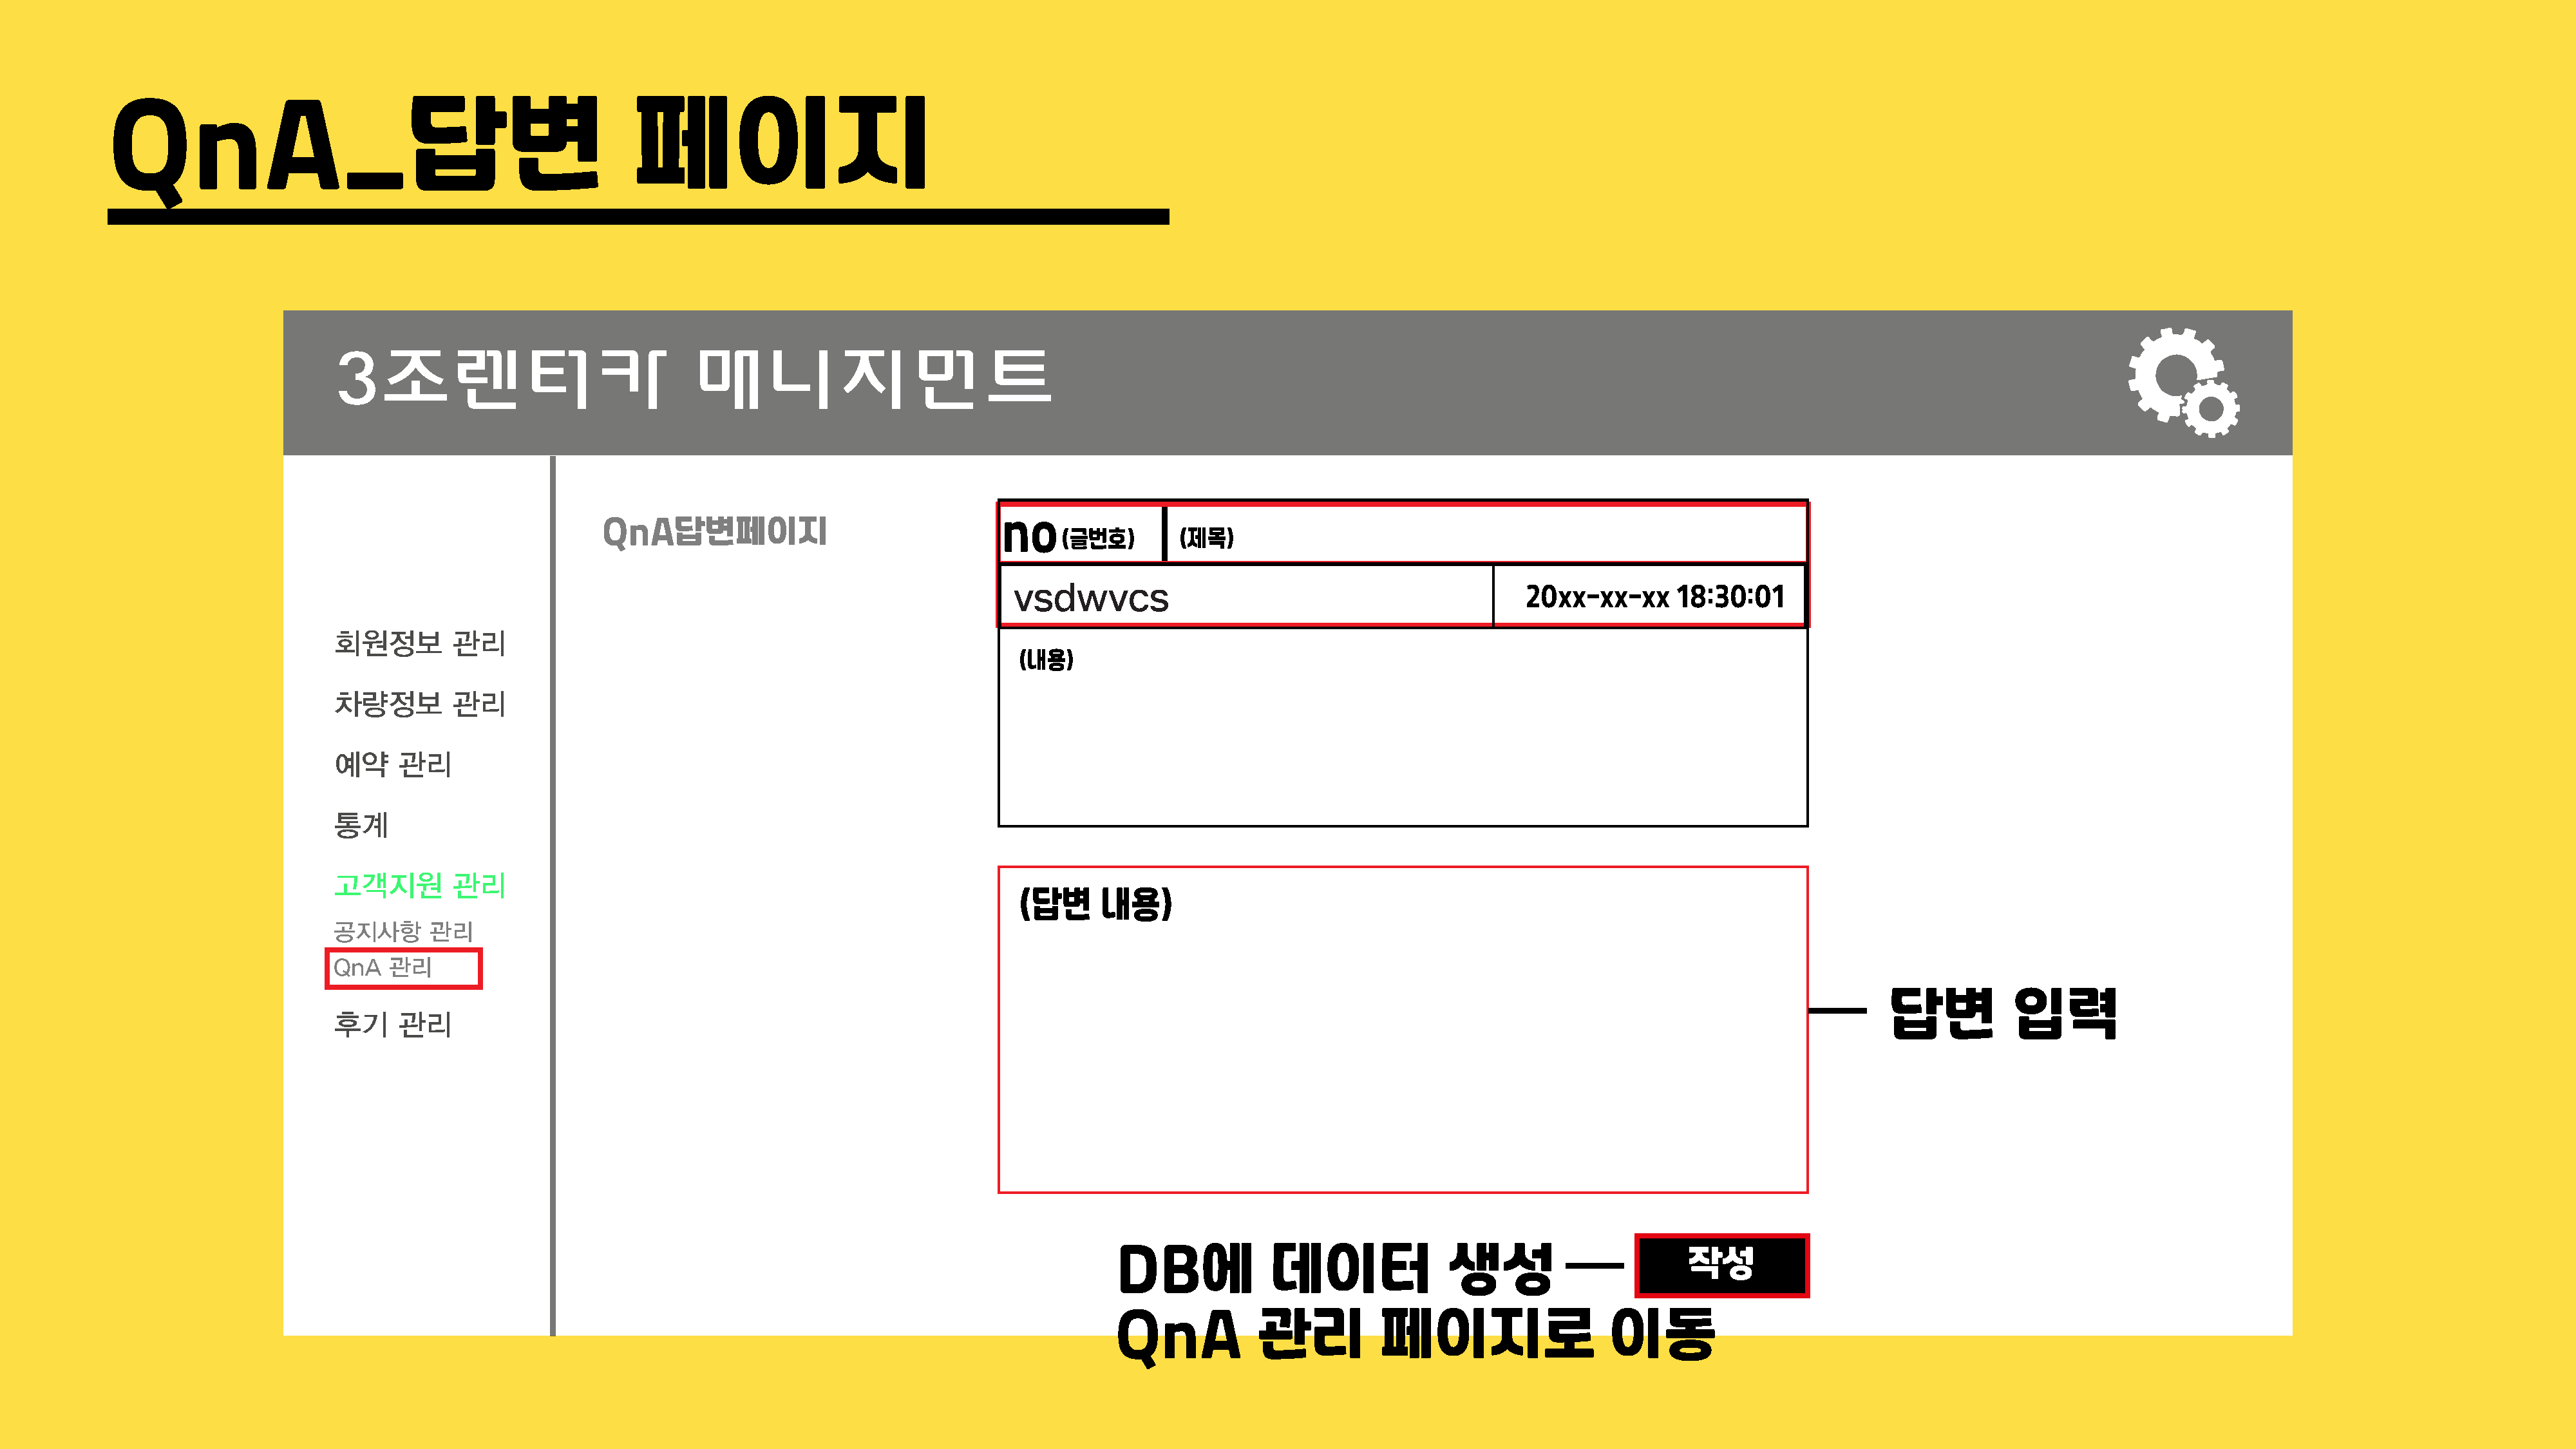 QnA_답변 페이지
3조렌터카 매니지먼트
회원정보 관리
차량정보 관리
예약 관리
통계
고객지원 관리
공지사항 관리
QnA 관리
후기 관리
QnA답변페이지
no(글번호) (제목)
vsdwvcs 20xx-xx-xx 18:30:01
(내용)
(답변 내용)
답변 입력
DB에 데이터 생성 작성
QnA 관리 페이지로 이동